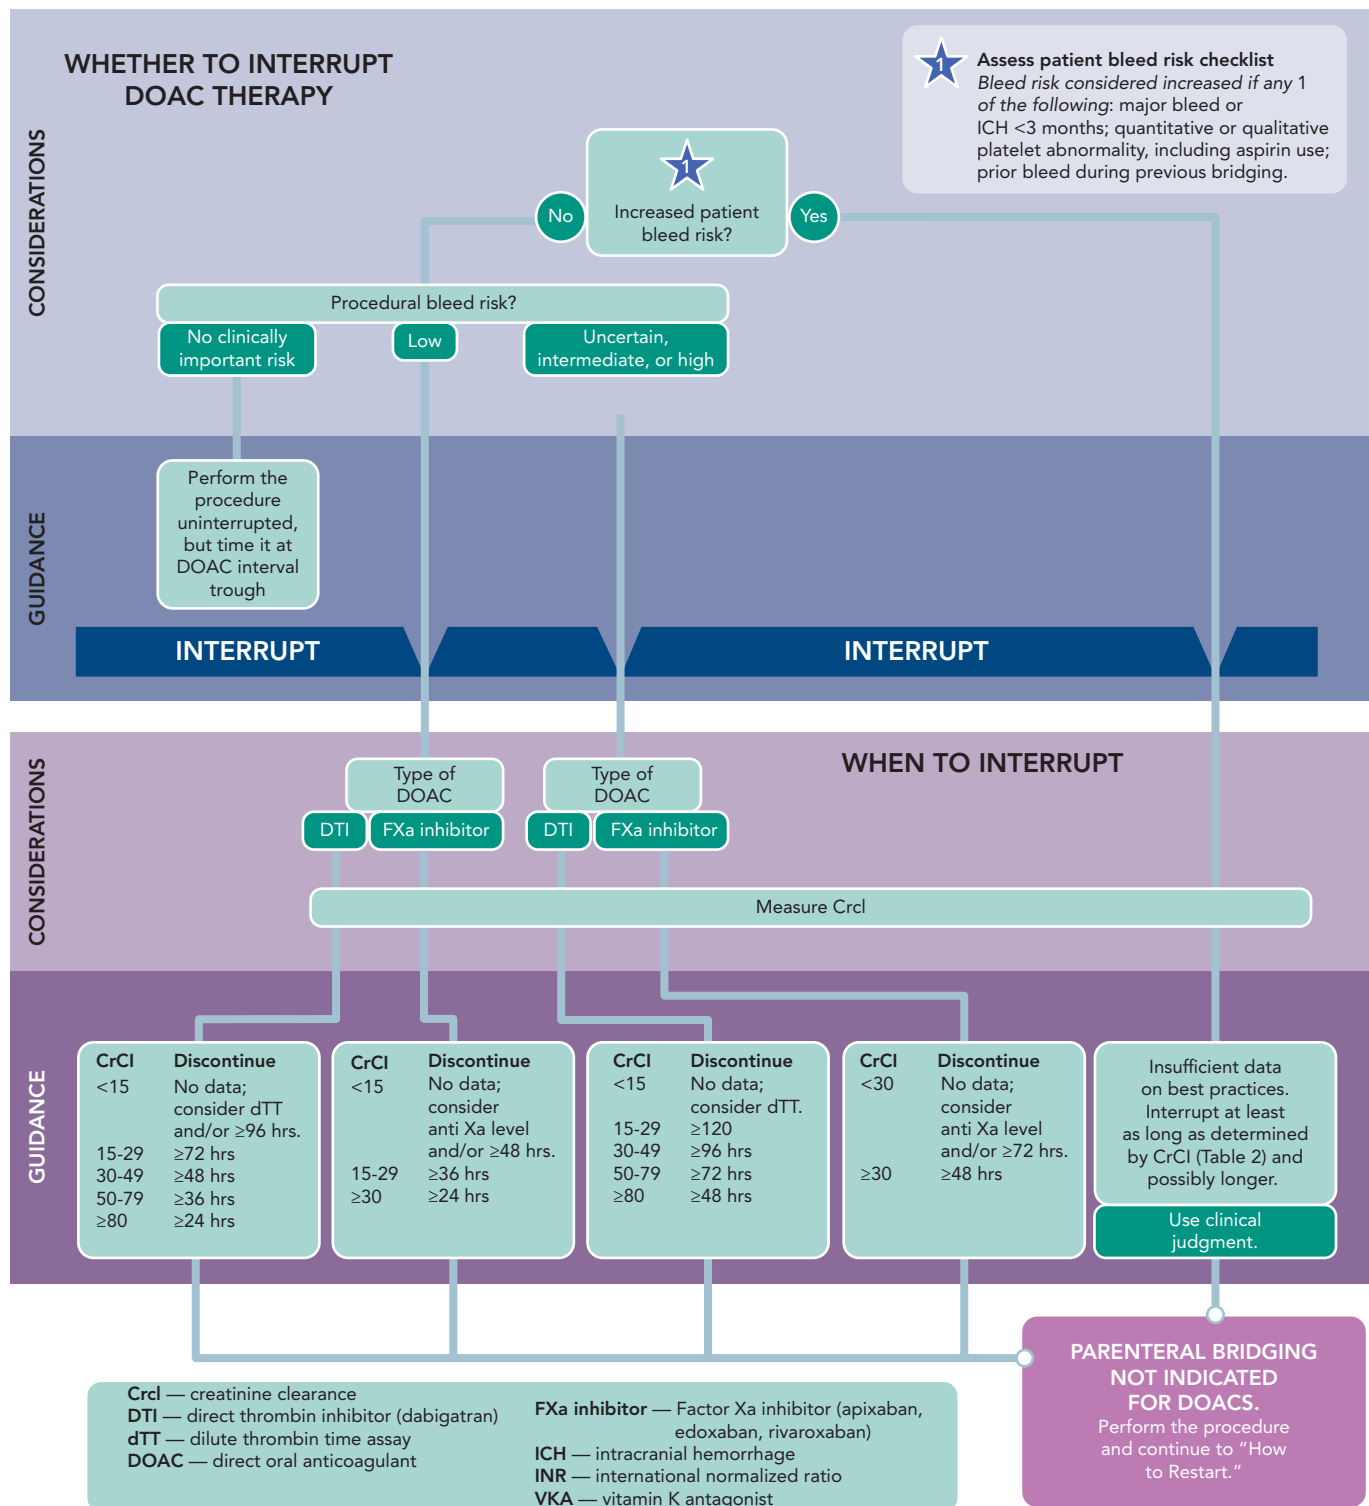 WHETHER TO INTERRUPT
DOAC THERAPY
1
Assess patient bleed risk checklist
Bleed risk considered increased if any 1
of the following: major bleed or
ICH <3 months; quantitative or qualitative
platelet abnormality, including aspirin use;
prior bleed during previous bridging.
CONSIDERATIONS
1
Increased patient
bleed risk?
No
Yes
Procedural bleed risk?
No clinically
important risk
Low
Uncertain,
intermediate, or high
GUIDANCE
Perform the
procedure
uninterrupted,
but time it at
DOAC interval
trough
INTERRUPT
INTERRUPT
CONSIDERATIONS
WHEN TO INTERRUPT
Type of
DOAC
DTI
FXa inhibitor
Type of
DOAC
DTI
FXa inhibitor
Measure Crcl
GUIDANCE
CrCl Discontinue
<15 No data;
consider dTT
and/or ≥96 hrs.
15-29 ≥72 hrs
30-49 ≥48 hrs
50-79 ≥36 hrs
≥80 ≥24 hrs
CrCl Discontinue
<15 No data;
consider
anti Xa level
and/or ≥48 hrs.
15-29 ≥36 hrs
≥30 ≥24 hrs
CrCl Discontinue
<15 No data;
consider dTT.
15-29 ≥120
30-49 ≥96 hrs
50-79 ≥72 hrs
≥80 ≥48 hrs
CrCl Discontinue
<30 No data;
consider
anti Xa level
and/or ≥72 hrs.
≥30 ≥48 hrs
Insufficient data
on best practices.
Interrupt at least
as long as determined
by CrCl (Table 2) and
possibly longer.
Use clinical
judgment.
PARENTERAL BRIDGING
NOT INDICATED
FOR DOACS.
Perform the procedure
and continue to “How
to Restart.”
Crcl — creatinine clearance
DTI — direct thrombin inhibitor (dabigatran)
dTT — dilute thrombin time assay
DOAC — direct oral anticoagulant
FXa inhibitor — Factor Xa inhibitor (apixaban,
edoxaban, rivaroxaban)
ICH — intracranial hemorrhage
INR — international normalized ratio
VKA — vitamin K antagonist